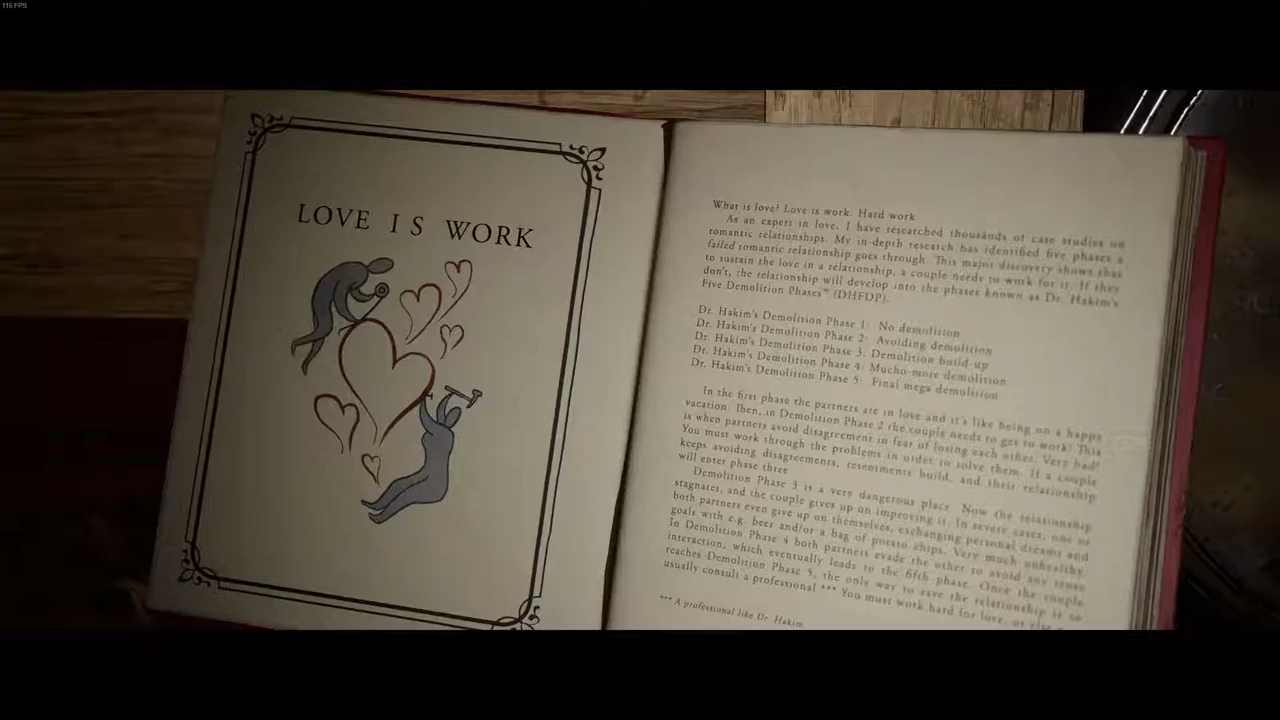 115 FPS
LOVE IS WORK
What is love? Love is work. Hard work
As an expert in love, I have researched thousands of case studies on
romantic relationships. My in-depth research has identified five phases a
failed romantic relationship goes through. This major discovery shows that
to sustain the love in a relationship, a couple needs to work for it. If they
don't, the relationship will develop into the phases known as Dr. Hakim's
Five Demolition Phases* (DHFDP).
Dr. Hakim's Demolition Phase 1: No demolition
Dr. Hakim's Demolition Phase 2: Avoiding demolition
Dr. Hakim's Demolition Phase 3: Demolition build-up
Dr. Hakim's Demolition Phase 4: Mucho-more demolition
Dr. Hakim's Demolition Phase 5: Final mega demolition
In the first phase the partners are in love and it's like being on a happy
vacation. Then, in Demolition Phase 2 the couple needs to get to work! This
is when partners avoid disagreement in fear of losing each other. Very bad!
You must work through the problems in order to solve them. If a couple
keeps avoiding disagreements, resentments build, and their relationship
will enter phase three
Demolition Phase 3 is a very dangerous place. Now the relationship
stagnates, and the couple gives up on improving it. In severe cases, one or
both partners even give up on themselves, exchanging personal dreams and
goals with e.g. beer and/or a bag of potato chips. Very much unhealthy.
In Demolition Phase 4 both partners evade the other to avoid any tense
interaction, which eventually leads to the fifth phase. Once the couple
reaches Demolition Phase 5, the only way to save the relationship is to
usually consult a professional *** You must work hard for love, or else
*** A professional like Dr. Hakim.